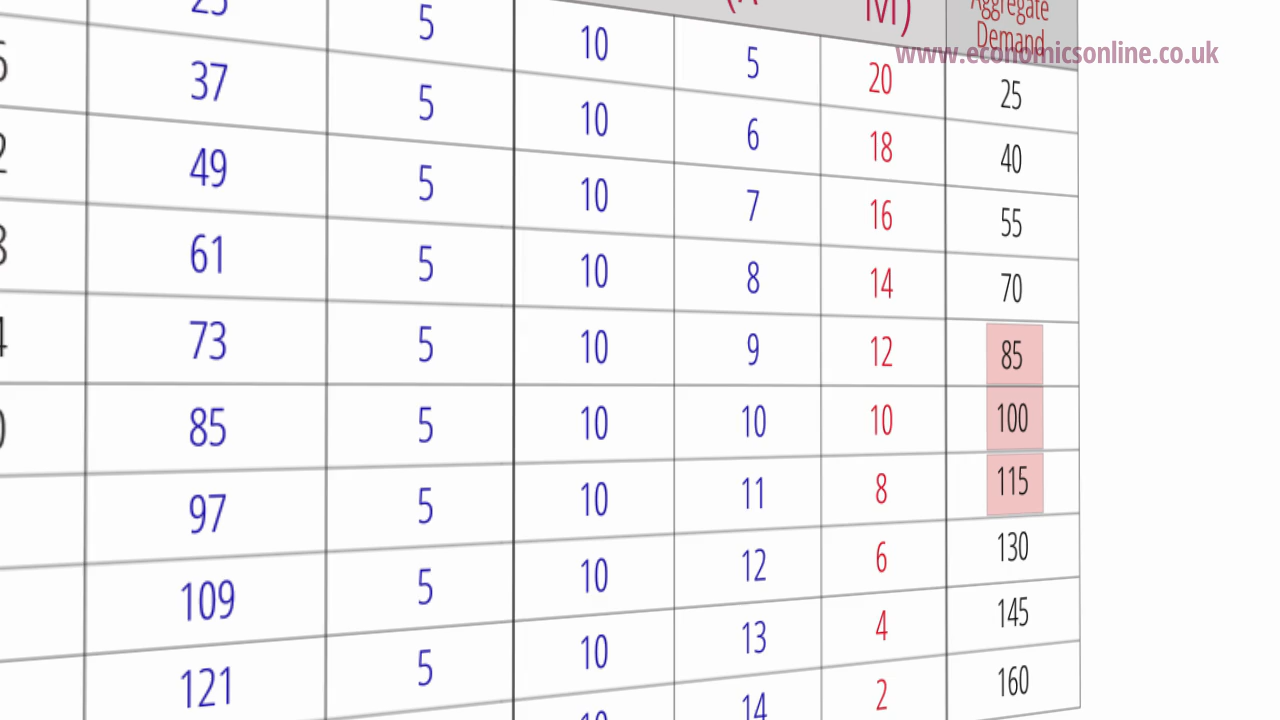 M)
Aggregate
Demand
www.economicsonline.co.uk
25 5 10 5 20 25
37 5 10 6 18 40
49 5 10 7 16 55
61 5 10 8 14 70
73 5 10 9 12 85
85 5 10 10 10 100
97 5 10 11 8 115
109 5 10 12 6 130
121 5 10 13 4 145
10 14 2 160